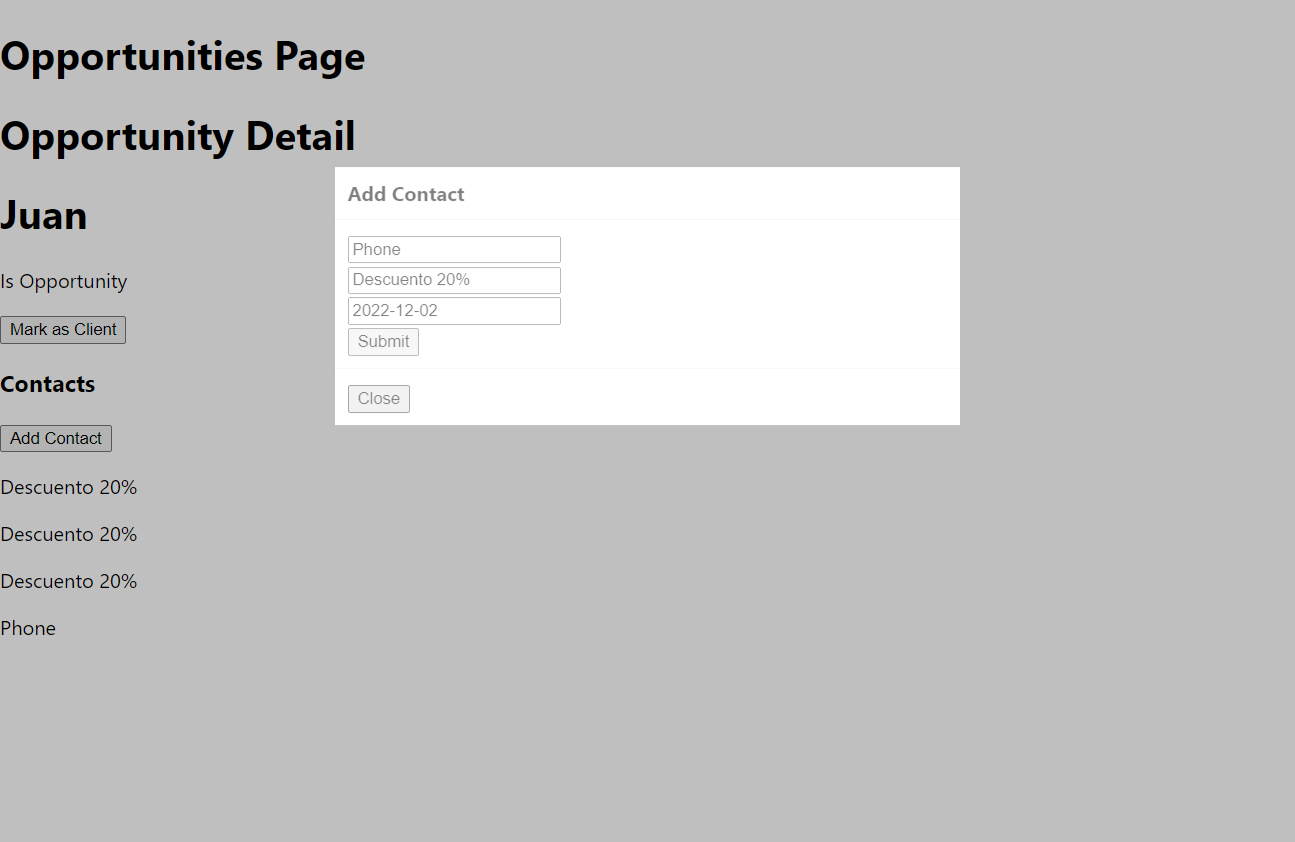 Opportunities Page
Opportunity Detail
Juan
Is Opportunity
Mark as Client
Contacts
Add Contact
Descuento 20%
Descuento 20%
Descuento 20%
Phone
Add Contact
Phone
Descuento 20%
2022-12-02
Submit
Close